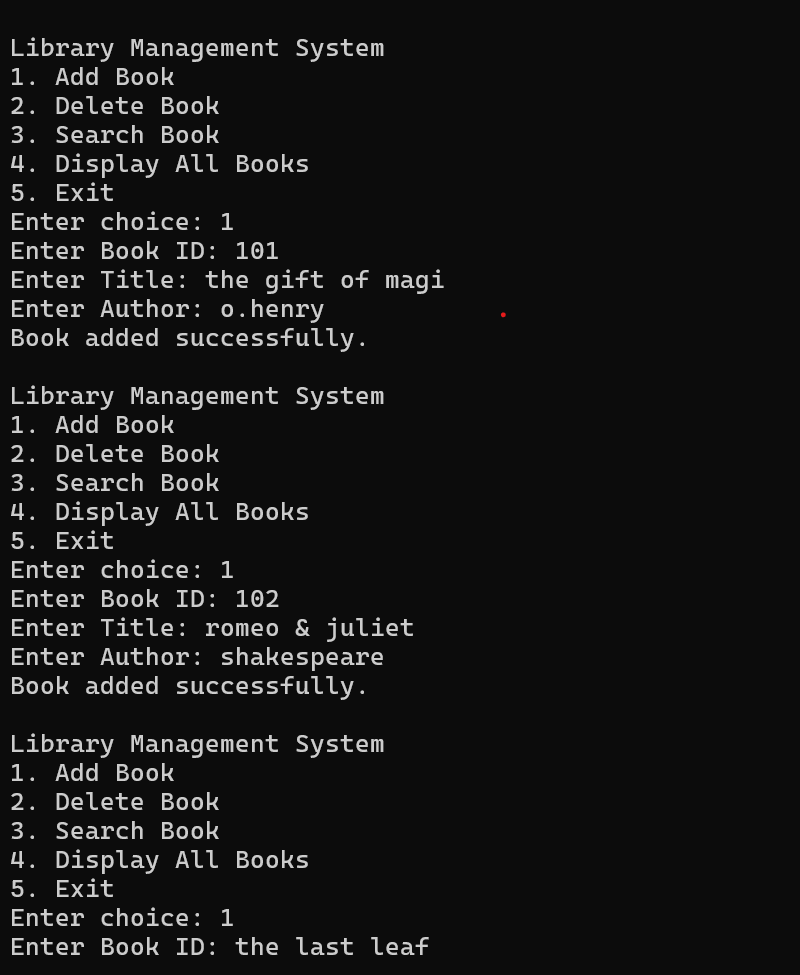 Library Management System
1. Add Book
2. Delete Book
3. Search Book
4. Display All Books
5. Exit
Enter choice: 1
Enter Book ID: 101
Enter Title: the gift of magi
Enter Author: o.henry
Book added successfully.

Library Management System
1. Add Book
2. Delete Book
3. Search Book
4. Display All Books
5. Exit
Enter choice: 1
Enter Book ID: 102
Enter Title: romeo & juliet
Enter Author: shakespeare
Book added successfully.

Library Management System
1. Add Book
2. Delete Book
3. Search Book
4. Display All Books
5. Exit
Enter choice: 1
Enter Book ID: the last leaf